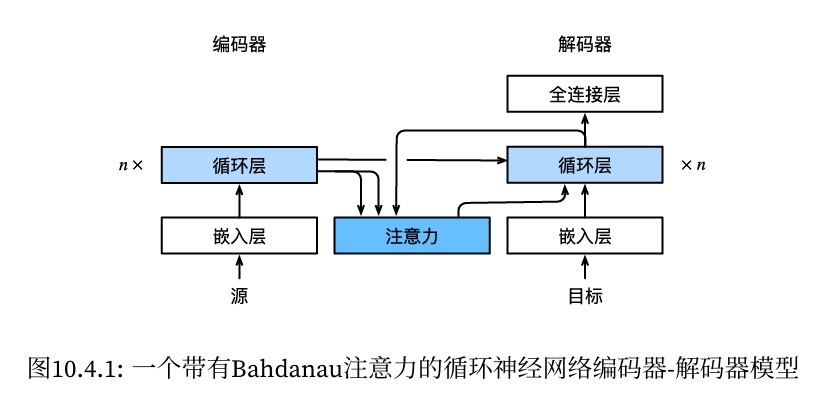 编码器
解码器
全连接层
n×
循环层
循环层
×n
嵌入层
注意力
嵌入层
源
目标
图10.4.1: 一个带有Bahdanau注意力的循环神经网络编码器-解码器模型